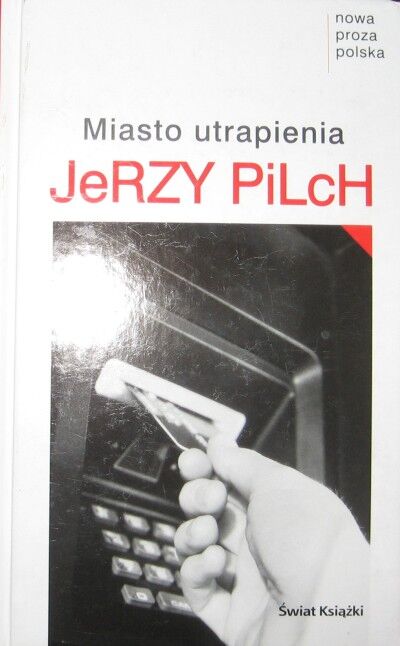 nowa
proza
polska
Miasto utrapienia
JeRZY PiLcH
Świat Książki